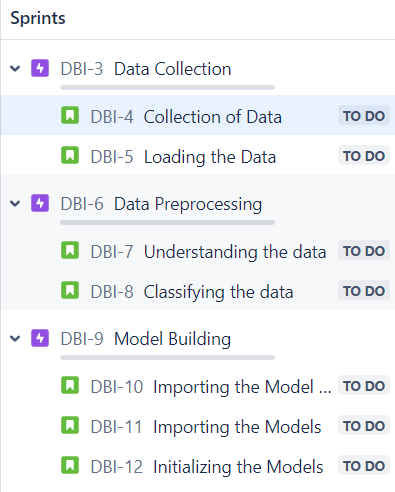 Sprints
DBI-3 Data Collection
DBI-4 Collection of Data TO DO
DBI-5 Loading the Data TO DO
DBI-6 Data Preprocessing
DBI-7 Understanding the data TO DO
DBI-8 Classifying the data TO DO
DBI-9 Model Building
DBI-10 Importing the Model ... TO DO
DBI-11 Importing the Models TO DO
DBI-12 Initializing the Models TO DO